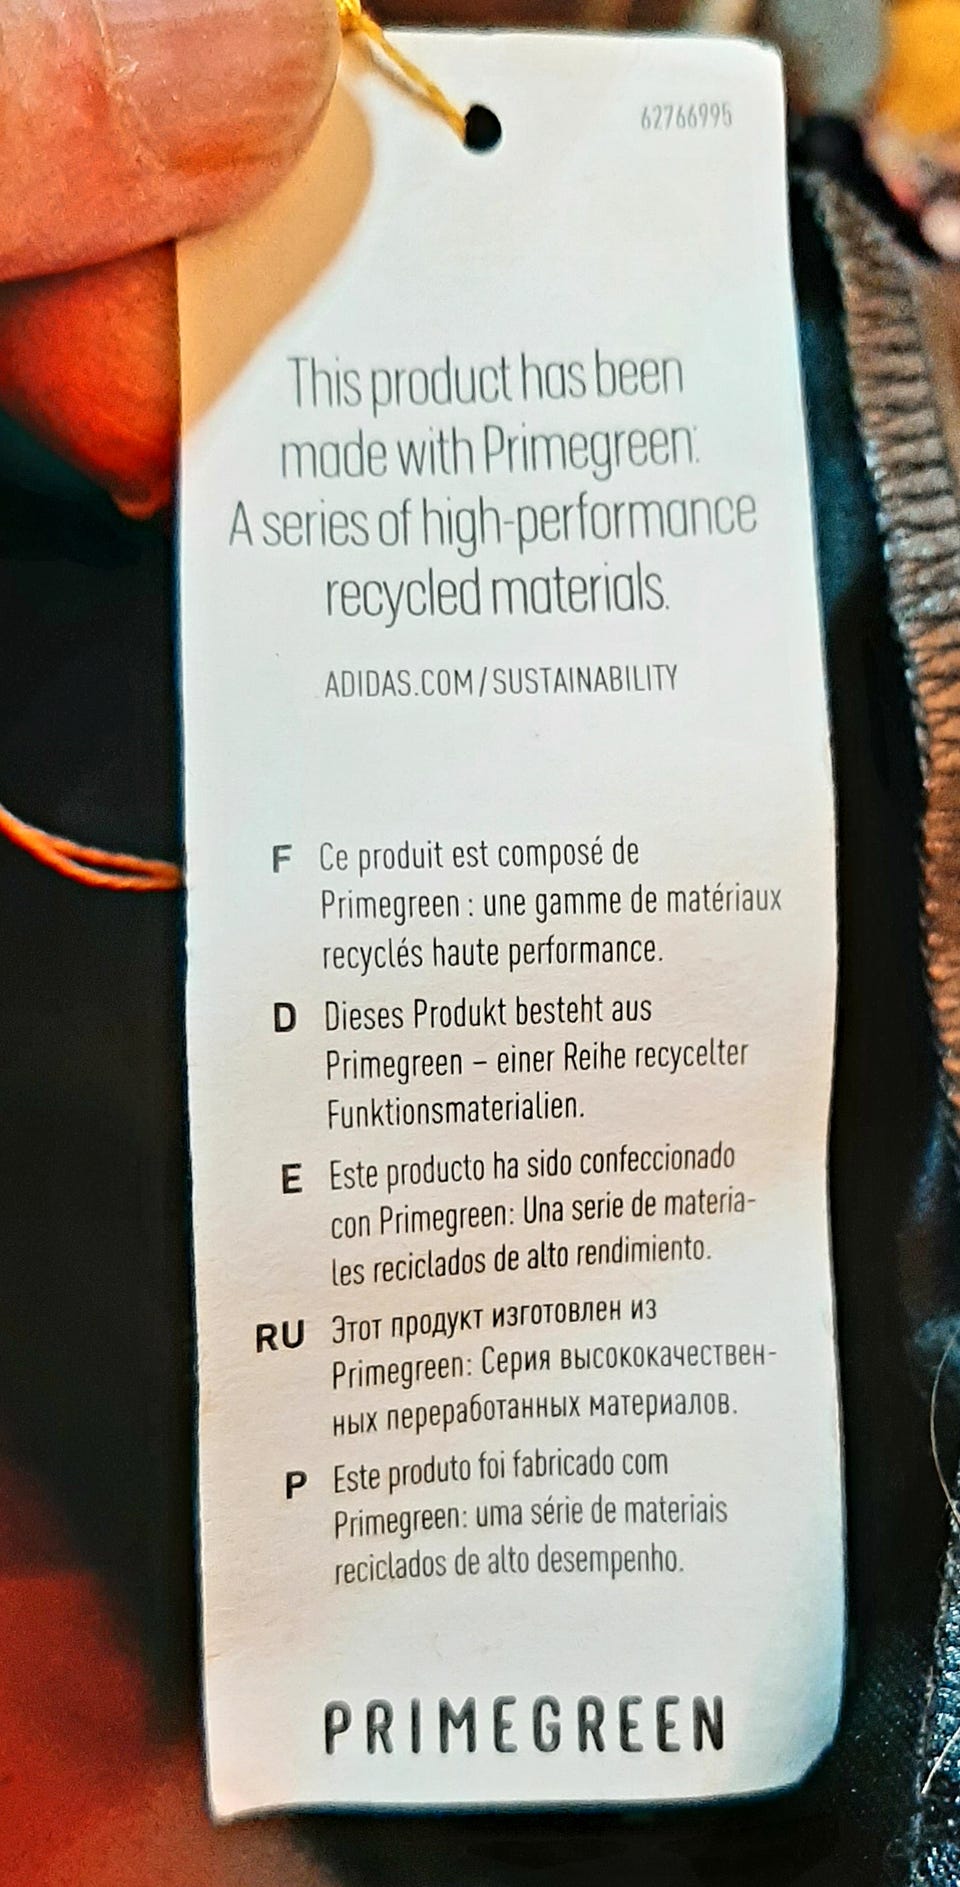 62766995
This product has been
made with Primegreen:
A series of high-performance
recycled materials.
ADIDAS.COM/SUSTAINABILITY
F Ce produit est composé de
Primegreen : une gamme de matériaux
recyclés haute performance.
D Dieses Produkt besteht aus
Primegreen – einer Reihe recycelter
Funktionsmaterialien.
E Este producto ha sido confeccionado
con Primegreen: Una serie de materia-
les reciclados de alto rendimiento.
RU Этот продукт изготовлен из
Primegreen: Серия высококачествен-
ных переработанных материалов.
P Este produto foi fabricado com
Primegreen: uma série de materiais
reciclados de alto desempenho.
PRIMEGREEN